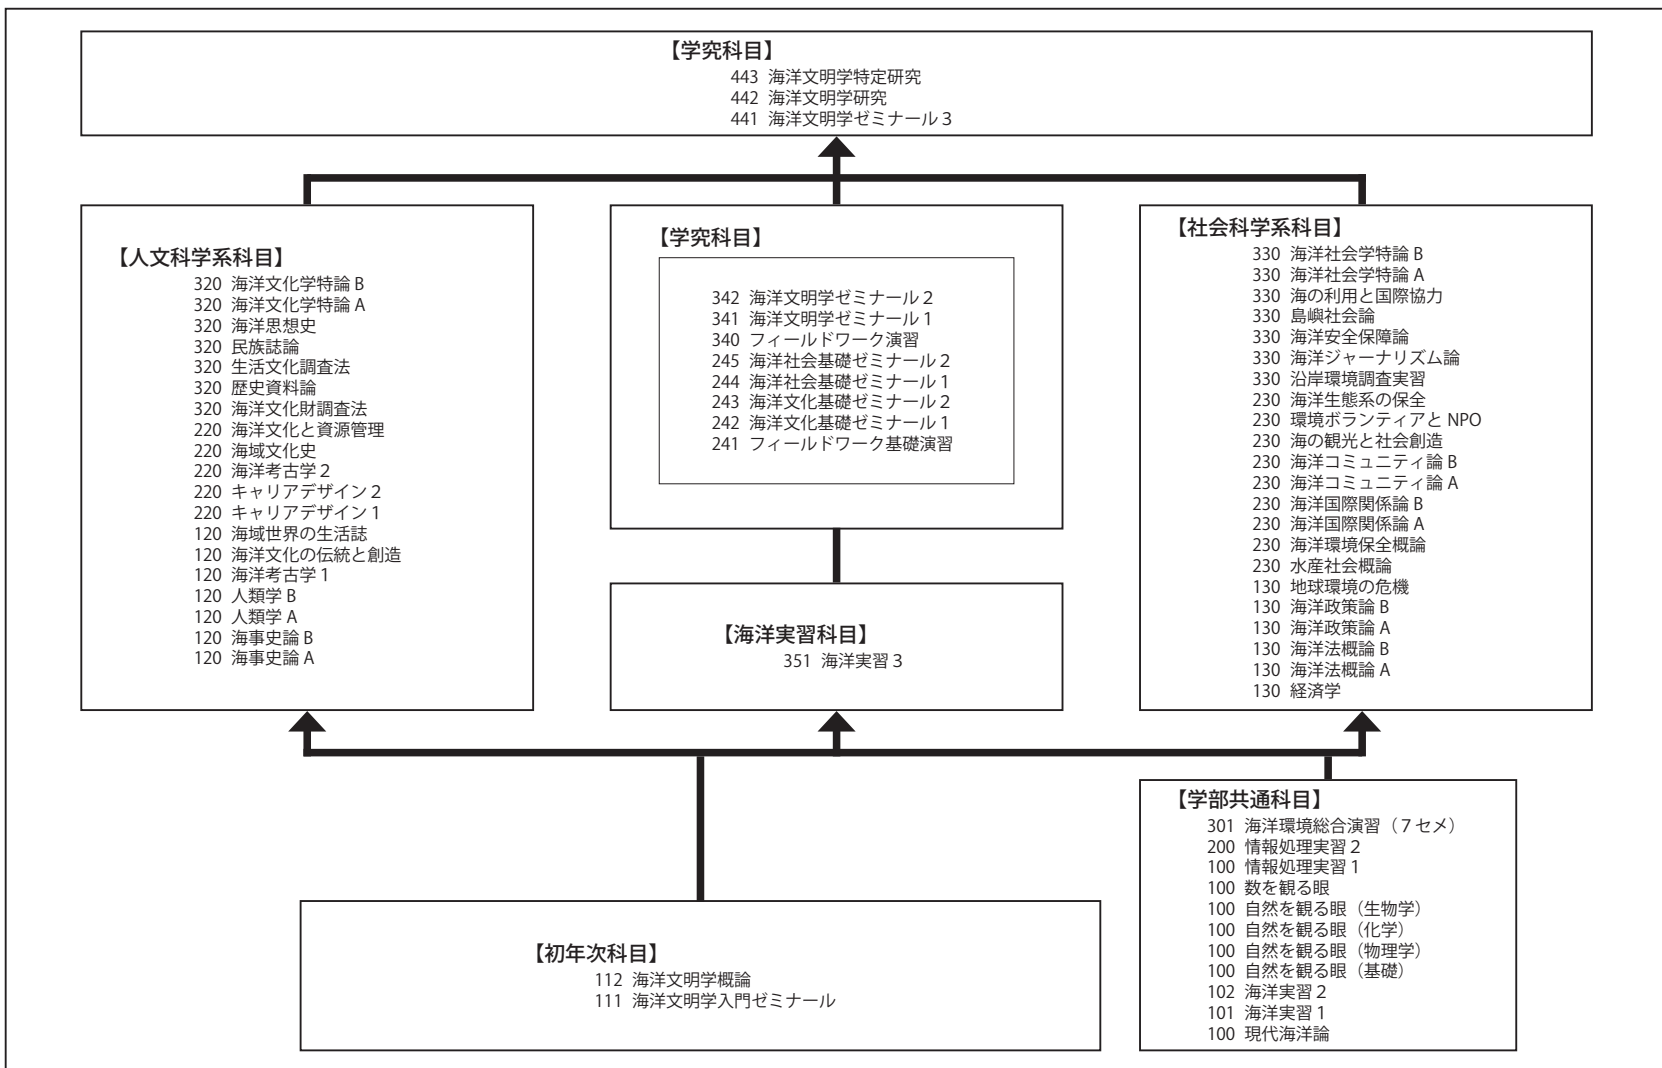 【学究科目】
443 海洋文明学特定研究
442 海洋文明学研究
441 海洋文明学ゼミナール 3
【人文科学系科目】
320 海洋文化学特論 B
320 海洋文化学特論 A
320 海洋思想史
320 民族誌論
320 生活文化調査法
320 歴史資料論
320 海洋文化財調査法
220 海洋文化と資源管理
220 海域文化史
220 海洋考古学 2
220 キャリアデザイン 2
220 キャリアデザイン 1
120 海域世界の生活誌
120 海洋文化の伝統と創造
120 海洋考古学 1
120 人類学 B
120 人類学 A
120 海事史論 B
120 海事史論 A
【学究科目】
342 海洋文明学ゼミナール 2
341 海洋文明学ゼミナール 1
340 フィールドワーク演習
245 海洋社会基礎ゼミナール 2
244 海洋社会基礎ゼミナール 1
243 海洋文化基礎ゼミナール 2
242 海洋文化基礎ゼミナール 1
241 フィールドワーク基礎演習
【海洋実習科目】
351 海洋実習 3
【社会科学系科目】
330 海洋社会学特論 B
330 海洋社会学特論 A
330 海の利用と国際協力
330 島嶼社会論
330 海洋安全保障論
330 海洋ジャーナリズム論
330 沿岸環境調査実習
230 海洋生態系の保全
230 環境ボランティアと NPO
230 海の観光と社会創造
230 海洋コミュニティ論 B
230 海洋コミュニティ論 A
230 海洋国際関係論 B
230 海洋国際関係論 A
230 海洋環境保全概論
230 水産社会概論
130 地球環境の危機
130 海洋政策論 B
130 海洋政策論 A
130 海洋法概論 B
130 海洋法概論 A
130 経済学
【初年次科目】
112 海洋文明学概論
111 海洋文明学入門ゼミナール
【学部共通科目】
301 海洋環境総合演習（7 セメ）
200 情報処理実習 2
100 情報処理実習 1
100 数を観る眼
100 自然を観る眼（生物学）
100 自然を観る眼（化学）
100 自然を観る眼（物理学）
100 自然を観る眼（基礎）
102 海洋実習 2
101 海洋実習 1
100 現代海洋論